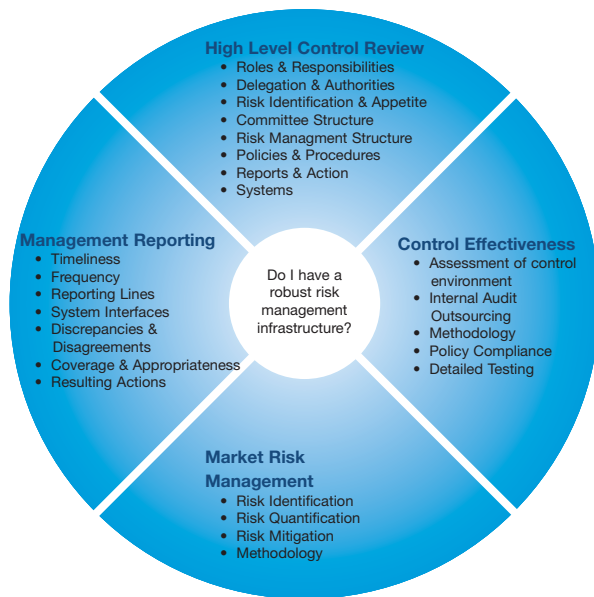 High Level Control Review
• Roles & Responsibilities
• Delegation & Authorities
• Risk Identification & Appetite
• Committee Structure
• Risk Managment Structure
• Policies & Procedures
• Reports & Action
• Systems
Management Reporting
• Timeliness
• Frequency
• Reporting Lines
• System Interfaces
• Discrepancies &
Disagreements
• Coverage & Appropriateness
• Resulting Actions
Do I have a
robust risk
management
infrastructure?
Control Effectiveness
• Assessment of control
environment
• Internal Audit
Outsourcing
• Methodology
• Policy Compliance
• Detailed Testing
Market Risk
Management
• Risk Identification
• Risk Quantification
• Risk Mitigation
• Methodology